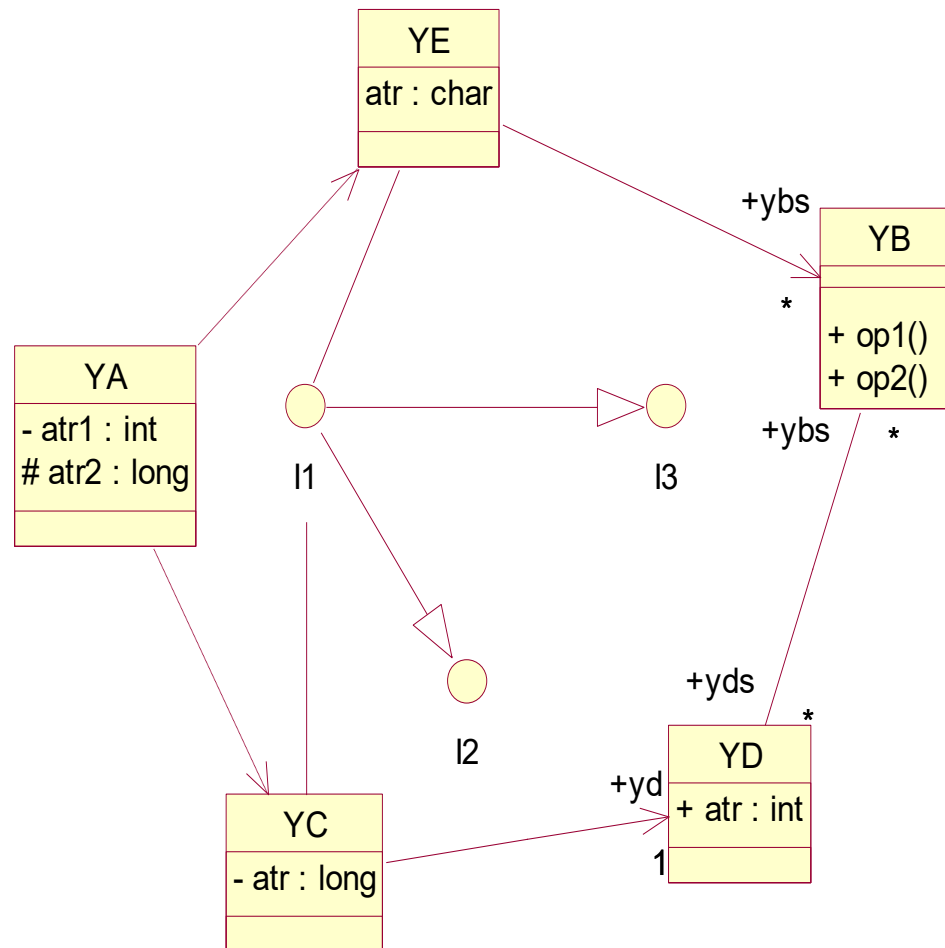 YE
atr : char
+ybs
*
YB
+ op1()
+ op2()
+ybs
*
YA
- atr1 : int
# atr2 : long
I1
I3
I2
+yds
*
YD
+ atr : int
+yd
1
YC
- atr : long